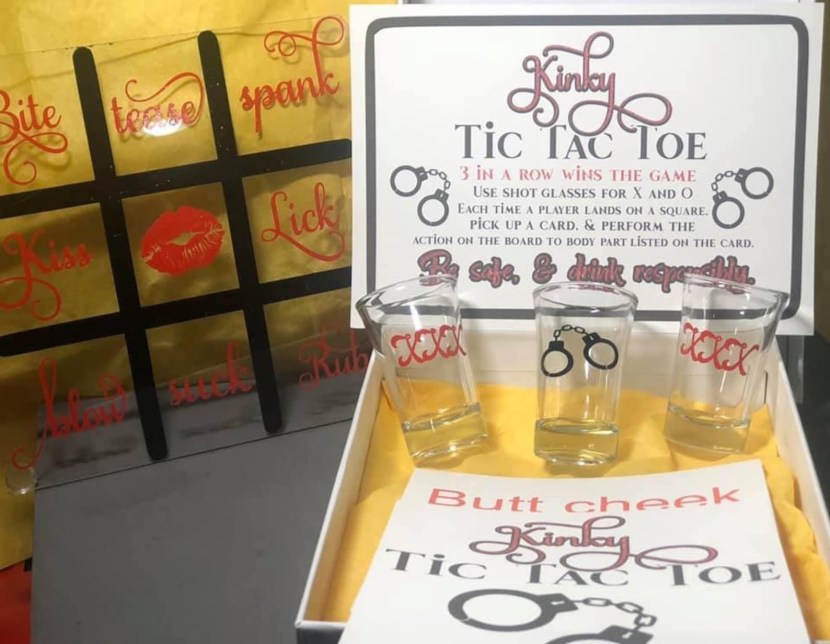 Bite tease spank
Kiss Lick
blow suck Rub
Kinky
Tic Tac Toe
3 in a row wins the game
Use shot glasses for X and O
Each time a player lands on a square.
pick up a card, & perform the
action on the board to body part listed on the card.
Be safe, & drink responsibly.
XXX XXX
Butt cheek
Kinky
Tic Tac Toe